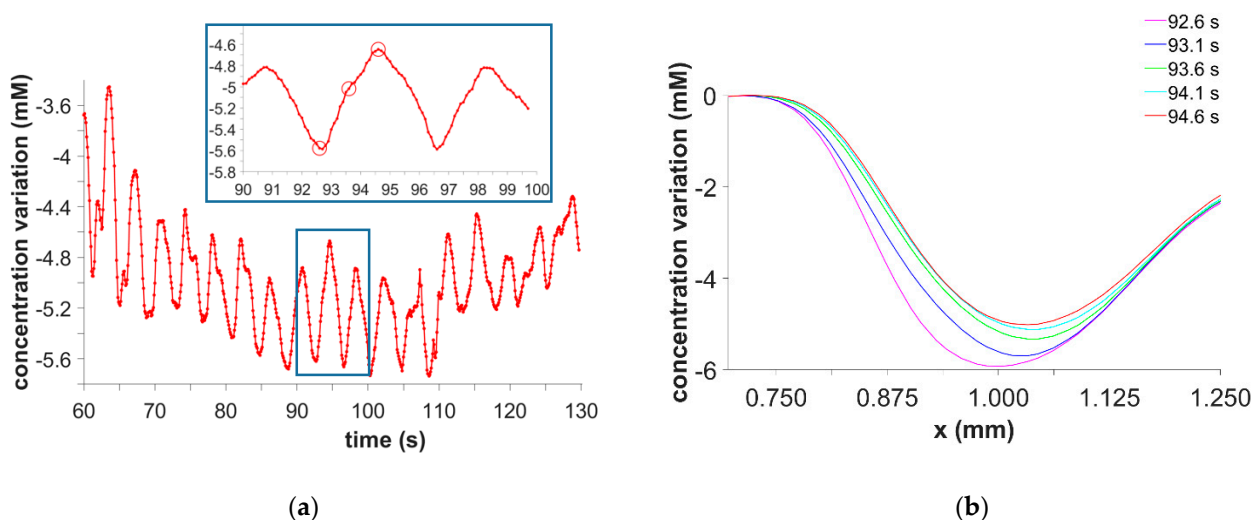 -4.6
-4.8
-5
-5.2
-5.4
-5.6
-5.8
90 91 92 93 94 95 96 97 98 99 100
-3.6
-4
-4.4
-4.8
-5.2
-5.6
60 70 80 90 100 110 120 130
concentration variation (mM)
time (s)
(a)
92.6 s
93.1 s
93.6 s
94.1 s
94.6 s
0
-2
-4
-6
0.750 0.875 1.000 1.125 1.250
concentration variation (mM)
x (mm)
(b)